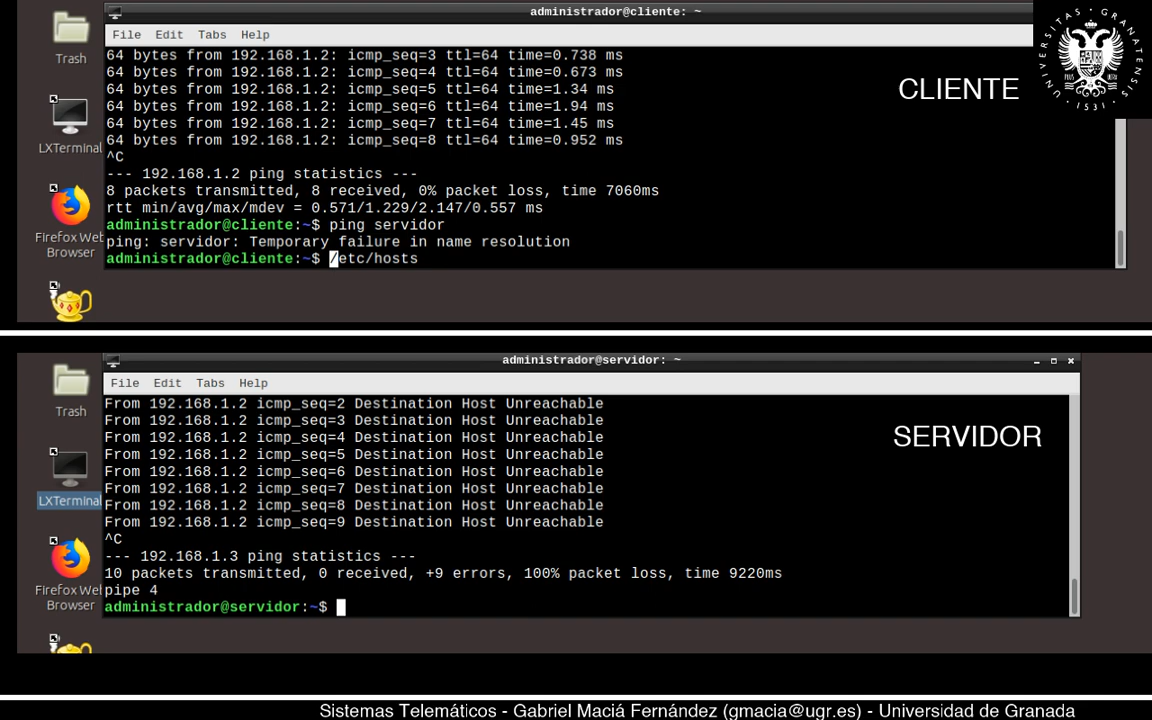 administrador@cliente: ~
File Edit Tabs Help
Trash
LXTerminal
Firefox Web
Browser
64 bytes from 192.168.1.2: icmp_seq=3 ttl=64 time=0.738 ms
64 bytes from 192.168.1.2: icmp_seq=4 ttl=64 time=0.673 ms
64 bytes from 192.168.1.2: icmp_seq=5 ttl=64 time=1.34 ms
64 bytes from 192.168.1.2: icmp_seq=6 ttl=64 time=1.94 ms
64 bytes from 192.168.1.2: icmp_seq=7 ttl=64 time=1.45 ms
64 bytes from 192.168.1.2: icmp_seq=8 ttl=64 time=0.952 ms
^C
--- 192.168.1.2 ping statistics ---
8 packets transmitted, 8 received, 0% packet loss, time 7060ms
rtt min/avg/max/mdev = 0.571/1.229/2.147/0.557 ms
administrador@cliente:~$ ping servidor
ping: servidor: Temporary failure in name resolution
administrador@cliente:~$ /etc/hosts
CLIENTE
UNIVERSITAS · GRANATENSIS
· 1531 ·
administrador@servidor: ~
File Edit Tabs Help
Trash
LXTerminal
Firefox Web
Browser
From 192.168.1.2 icmp_seq=2 Destination Host Unreachable
From 192.168.1.2 icmp_seq=3 Destination Host Unreachable
From 192.168.1.2 icmp_seq=4 Destination Host Unreachable
From 192.168.1.2 icmp_seq=5 Destination Host Unreachable
From 192.168.1.2 icmp_seq=6 Destination Host Unreachable
From 192.168.1.2 icmp_seq=7 Destination Host Unreachable
From 192.168.1.2 icmp_seq=8 Destination Host Unreachable
From 192.168.1.2 icmp_seq=9 Destination Host Unreachable
^C
--- 192.168.1.3 ping statistics ---
10 packets transmitted, 0 received, +9 errors, 100% packet loss, time 9220ms
pipe 4
administrador@servidor:~$
SERVIDOR
Sistemas Telemáticos - Gabriel Maciá Fernández (gmacia@ugr.es) - Universidad de Granada